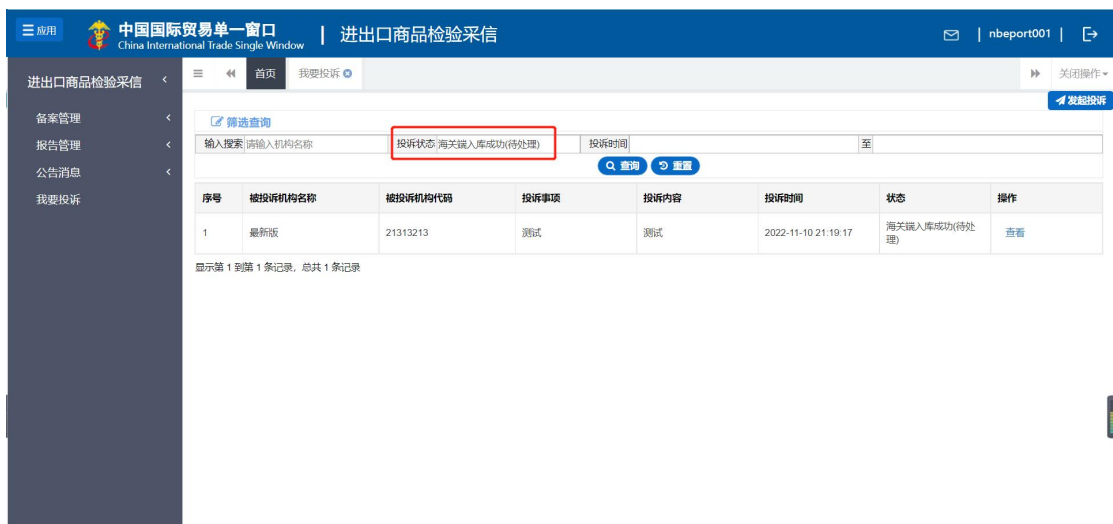 应用
中国国际贸易单一窗口 | 进出口商品检验采信
China International Trade Single Window
| nbeport001 |
进出口商品检验采信
首页 我要投诉 关闭操作
发起投诉
备案管理
报告管理
公告消息
我要投诉
筛选查询
输入搜索 请输入机构名称 投诉状态 海关端入库成功(待处理) 投诉时间 至
查询 重置
序号 被投诉机构名称 被投诉机构代码 投诉事项 投诉内容 投诉时间 状态 操作
1 最新版 21313213 测试 测试 2022-11-10 21:19:17 海关端入库成功(待处
理) 查看
显示第 1 到第 1 条记录，总共 1 条记录